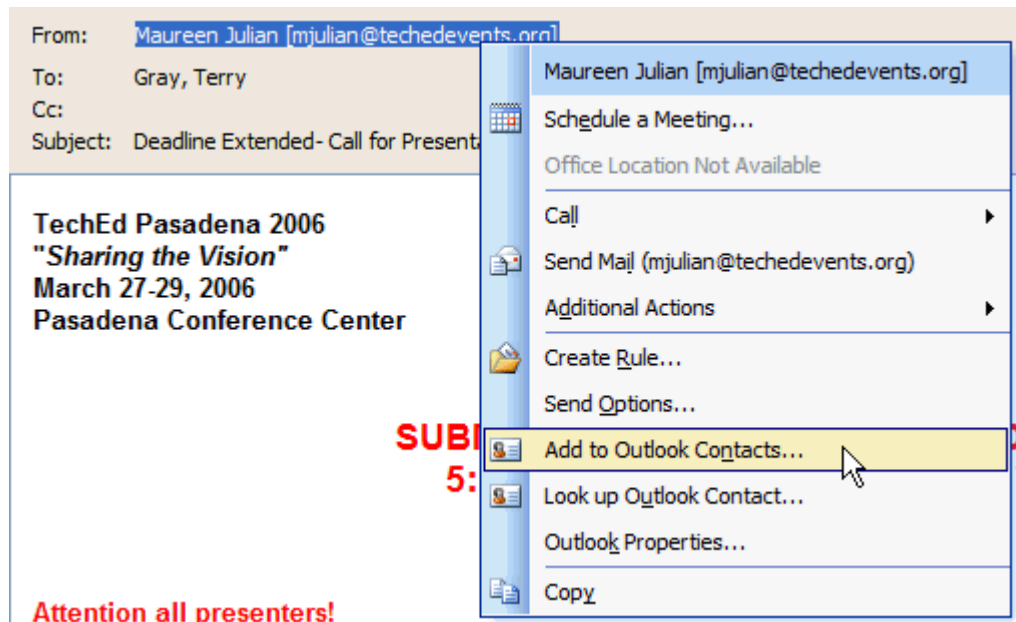 From: Maureen Julian [mjulian@techedevents.org]
To: Gray, Terry
Cc:
Subject: Deadline Extended- Call for
TechEd Pasadena 2006
"Sharing the Vision"
March 27-29, 2006
Pasadena Conference Center
5:
Attention all presenters!
Maureen Julian [mjulian@techedevents.org]
Schedule a Meeting...
Office Location Not Available
Call
Send Mail (mjulian@techedevents.org)
Additional Actions
Create Rule...
Send Options...
Add to Outlook Contacts...
Look up Outlook Contact...
Outlook Properties...
Copy